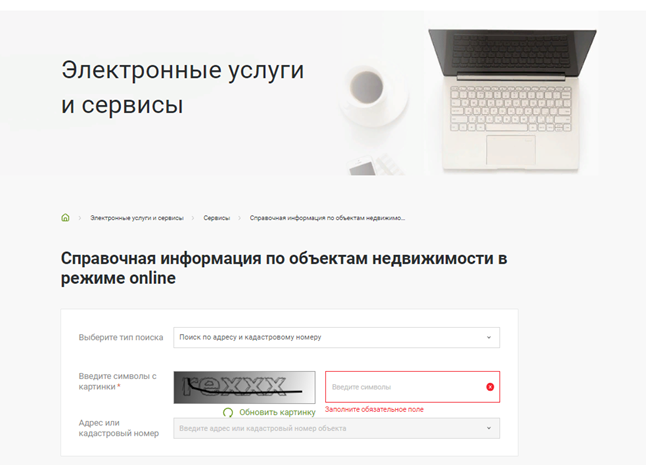 Электронные услуги
и сервисы
Электронные услуги и сервисы
Сервисы
Справочная информация по объектам недвижимо...
Справочная информация по объектам недвижимости в
режиме online
Выберите тип поиска
Поиск по адресу и кадастровому номеру
Введите символы с
картинки *
rexxx
Введите символы
Обновить картинку
Заполните обязательное поле
Адрес или
кадастровый номер
Введите адрес или кадастровый номер объекта